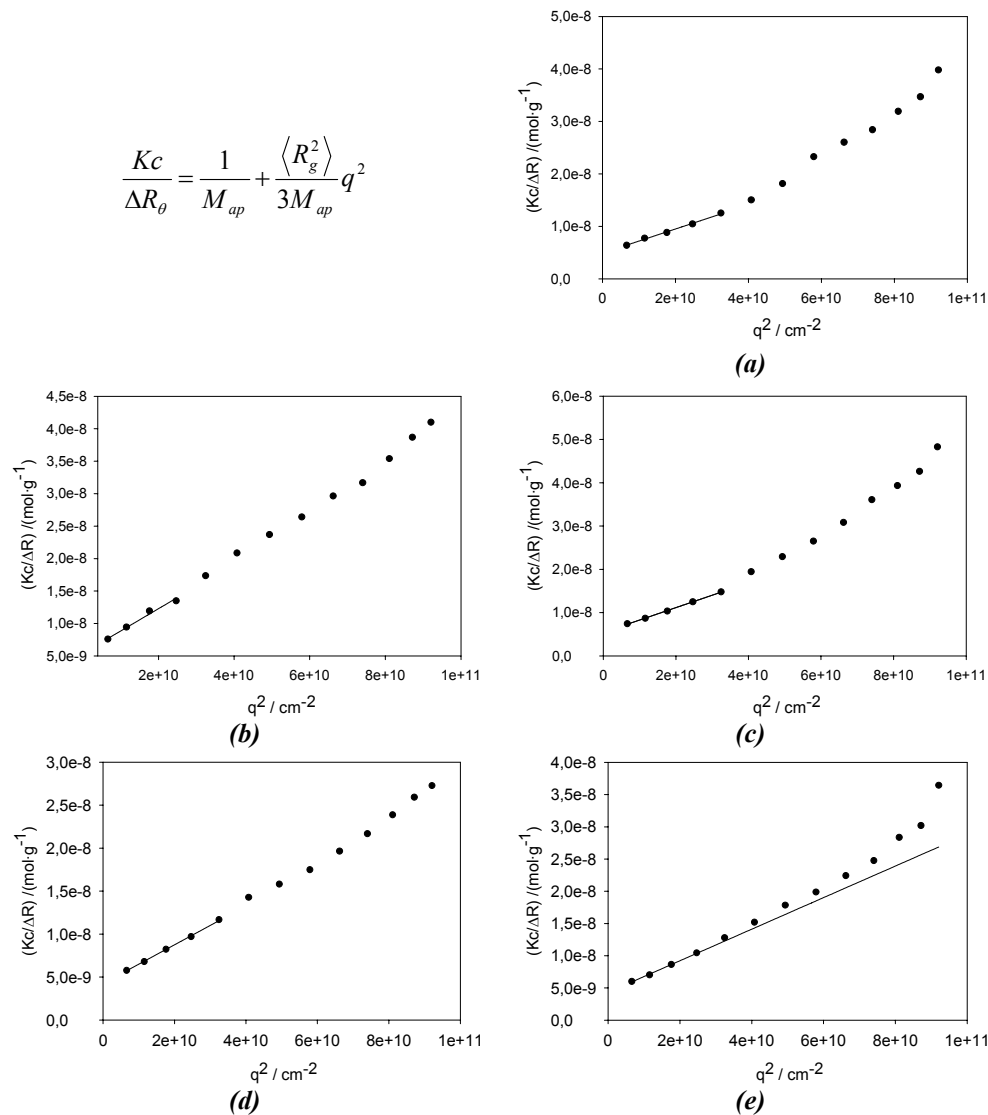 Kc / ΔR_θ = 1 / M_ap + ⟨R_g^2⟩ / 3M_ap q^2
(Kc/ΔR) /(mol·g^-1)
5,0e-8
4,0e-8
3,0e-8
2,0e-8
1,0e-8
0,0
0 2e+10 4e+10 6e+10 8e+10 1e+11
q^2 / cm^-2
(a)
(Kc/ΔR) /(mol·g^-1)
4,5e-8
4,0e-8
3,5e-8
3,0e-8
2,5e-8
2,0e-8
1,5e-8
1,0e-8
5,0e-9
2e+10 4e+10 6e+10 8e+10 1e+11
q^2 / cm^-2
(b)
(Kc/ΔR) /(mol·g^-1)
6,0e-8
5,0e-8
4,0e-8
3,0e-8
2,0e-8
1,0e-8
0,0
0 2e+10 4e+10 6e+10 8e+10 1e+11
q^2 / cm^-2
(c)
(Kc/ΔR) /(mol·g^-1)
3,0e-8
2,5e-8
2,0e-8
1,5e-8
1,0e-8
5,0e-9
0,0
0 2e+10 4e+10 6e+10 8e+10 1e+11
q^2 / cm^-2
(d)
(Kc/ΔR) /(mol·g^-1)
4,0e-8
3,5e-8
3,0e-8
2,5e-8
2,0e-8
1,5e-8
1,0e-8
5,0e-9
0,0
0 2e+10 4e+10 6e+10 8e+10 1e+11
q^2 / cm^-2
(e)